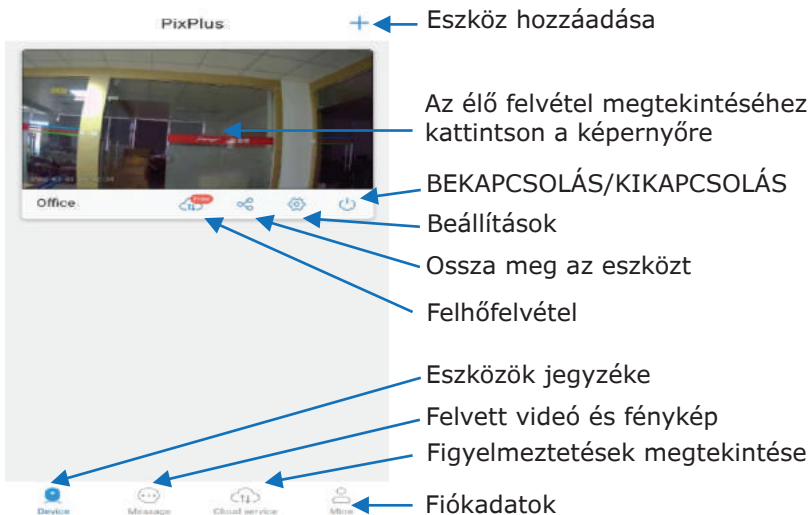 PixPlus
Eszköz hozzáadása
Az élő felvétel megtekintéséhez
kattintson a képernyőre
BEKAPCSOLÁS/KIKAPCSOLÁS
Office
Free
Beállítások
Ossza meg az eszközt
Felhőfelvétel
Eszközök jegyzéke
Felvett videó és fénykép
Figyelmeztetések megtekintése
Device
Message
Cloud service
Mine
Fiókadatok